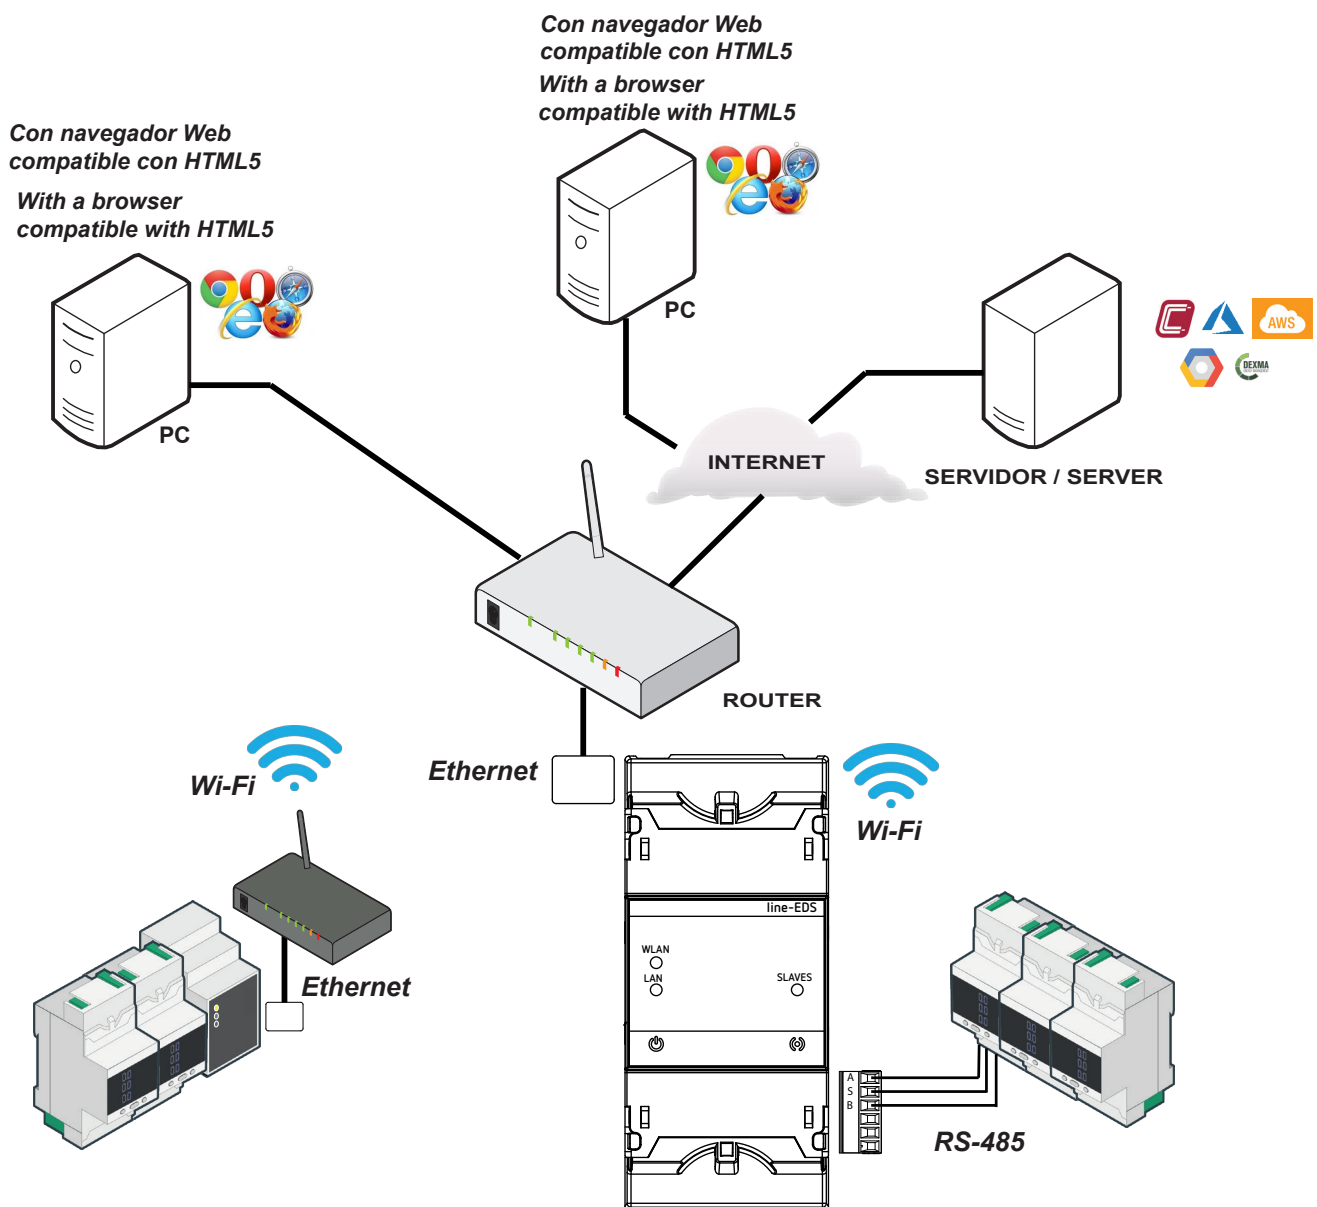 Con navegador Web
compatible con HTML5
With a browser
compatible with HTML5
Con navegador Web
compatible con HTML5
With a browser
compatible with HTML5
PC
PC
AWS
DEXMA
INTERNET
SERVIDOR / SERVER
ROUTER
Ethernet
Wi-Fi
Wi-Fi
Ethernet
line-EDS
WLAN
LAN
SLAVES
A
S
B
RS-485